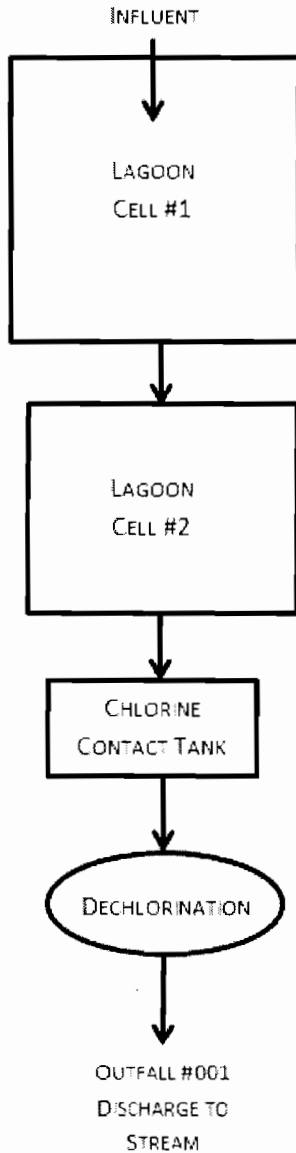 INFLUENT
LAGOON
CELL #1
LAGOON
CELL #2
CHLORINE
CONTACT TANK
DECHLORINATION
OUTFALL #001
DISCHARGE TO
STREAM